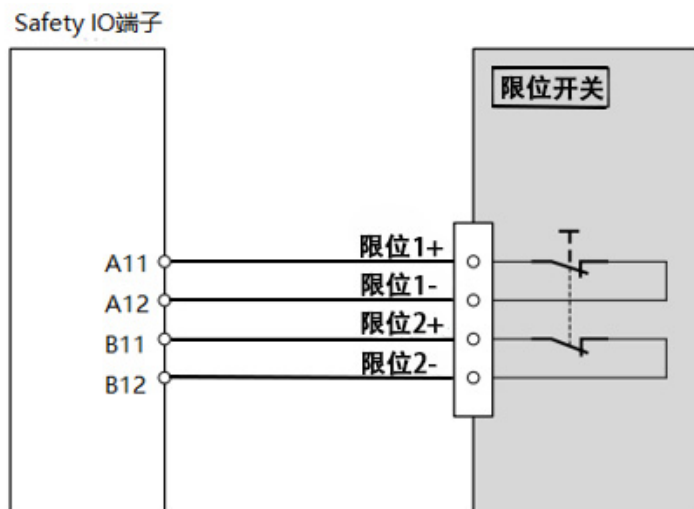 Safety IO端子
限位开关
A11
限位1+
A12
限位1-
B11
限位2+
B12
限位2-